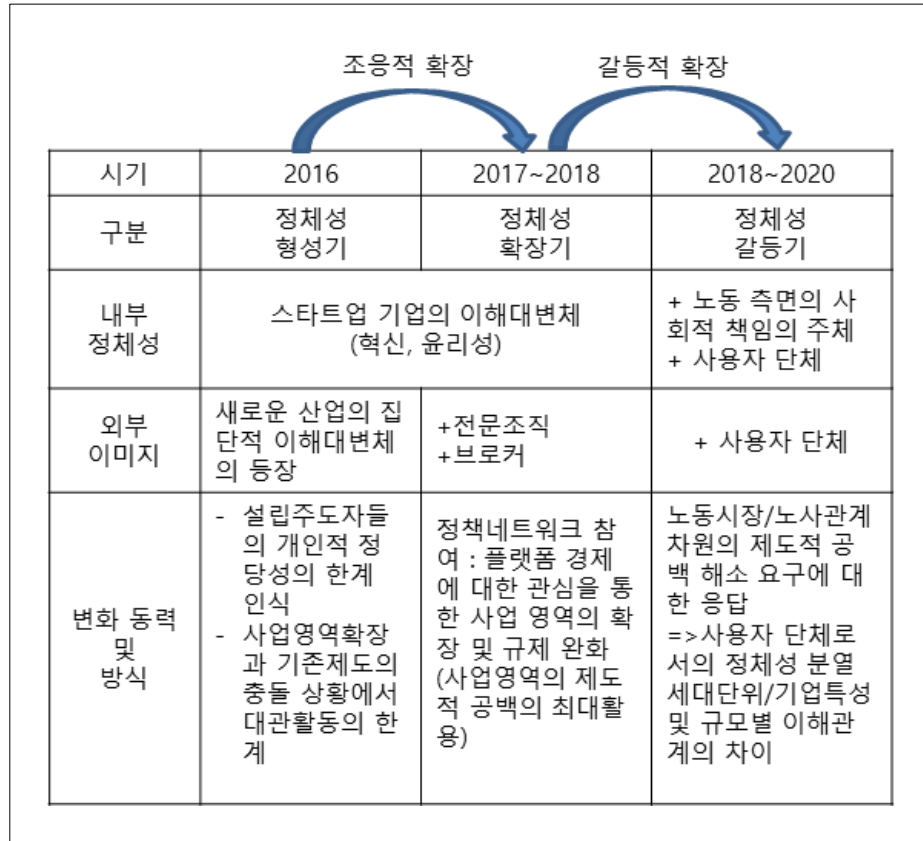 조응적 확장
갈등적 확장
시기
2016
2017~2018
2018~2020
구분
정체성
형성기
정체성
확장기
정체성
갈등기
내부
정체성
스타트업 기업의 이해대변체
(혁신, 윤리성)
+ 노동 측면의 사
회적 책임의 주체
+ 사용자 단체
외부
이미지
새로운 산업의 집
단적 이해대변체
의 등장
+전문조직
+브로커
+ 사용자 단체
변화 동력
및
방식
- 설립주도자들
의 개인적 정
당성의 한계
인식
- 사업영역확장
과 기존제도의
충돌 상황에서
대관활동의 한
계
정책네트워크 참
여 : 플랫폼 경제
에 대한 관심을 통
한 사업 영역의 확
장 및 규제 완화
(사업영역의 제도
적 공백의 최대활
용)
노동시장/노사관계
차원의 제도적 공
백 해소 요구에 대
한 응답
=>사용자 단체로
서의 정체성 분열
세대단위/기업특성
및 규모별 이해관
계의 차이